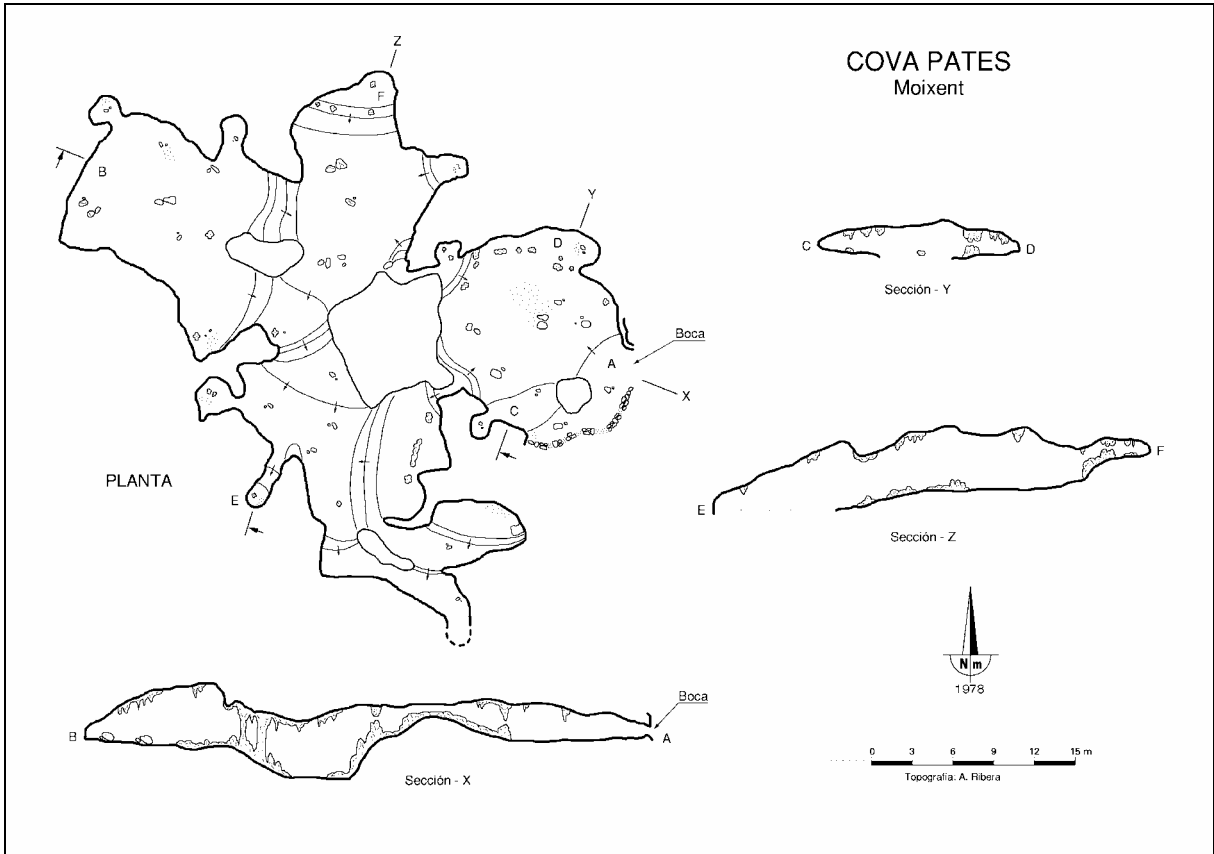 COVA PATES
Moixent
Z
F
B
Y
D
Boca
A
X
C
PLANTA
E
C
D
Sección - Y
E
F
Sección - Z
N m
1978
Boca
B
A
Sección - X
0 3 6 9 12 15 m
Topografía: A. Ribera